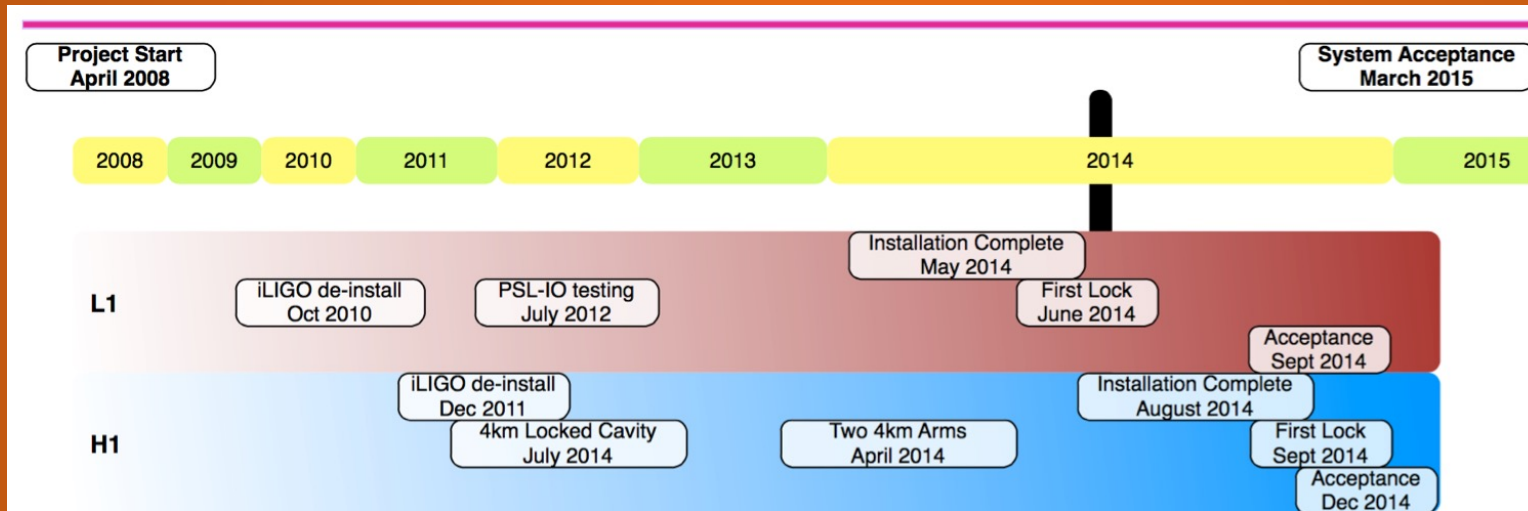 Project Start
April 2008
System Acceptance
March 2015
2008 2009 2010 2011 2012 2013 2014 2015
L1
Installation Complete
May 2014
iLIGO de-install
Oct 2010
PSL-IO testing
July 2012
First Lock
June 2014
Acceptance
Sept 2014
H1
iLIGO de-install
Dec 2011
Installation Complete
August 2014
4km Locked Cavity
July 2014
Two 4km Arms
April 2014
First Lock
Sept 2014
Acceptance
Dec 2014